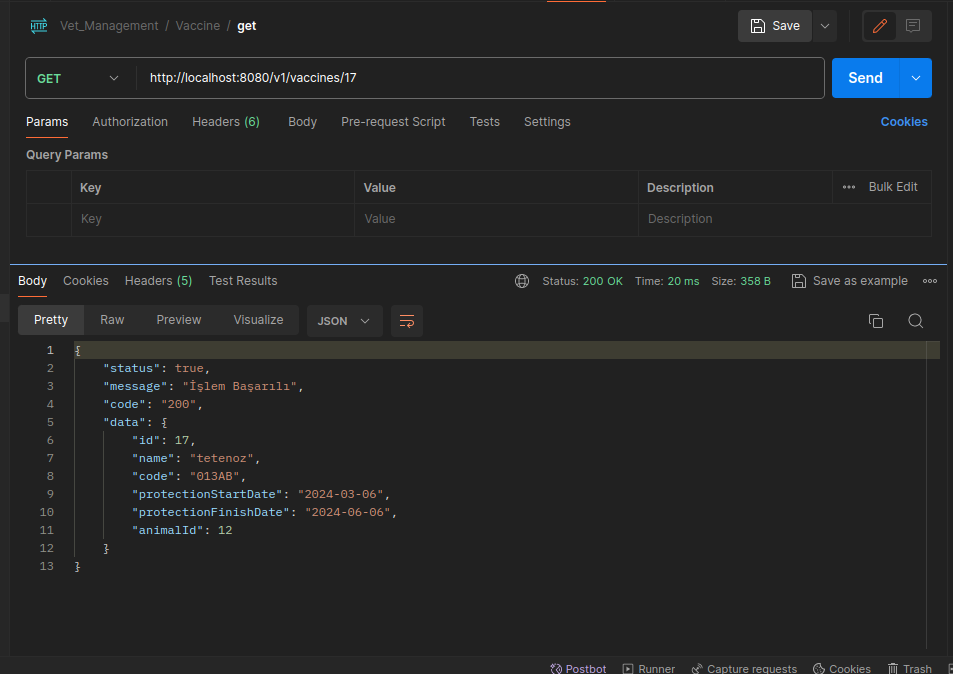 HTTP Vet_Management / Vaccine / get Save
GET http://localhost:8080/v1/vaccines/17 Send
Params Authorization Headers (6) Body Pre-request Script Tests Settings Cookies
Query Params
Key Value Description ••• Bulk Edit
Key Value Description
Body Cookies Headers (5) Test Results Status: 200 OK Time: 20 ms Size: 358 B Save as example
Pretty Raw Preview Visualize JSON
1 {
2 "status": true,
3 "message": "İşlem Başarılı",
4 "code": "200",
5 "data": {
6 "id": 17,
7 "name": "tetenoz",
8 "code": "013AB",
9 "protectionStartDate": "2024-03-06",
10 "protectionFinishDate": "2024-06-06",
11 "animalId": 12
12 }
13 }
Postbot Runner Capture requests Cookies Trash